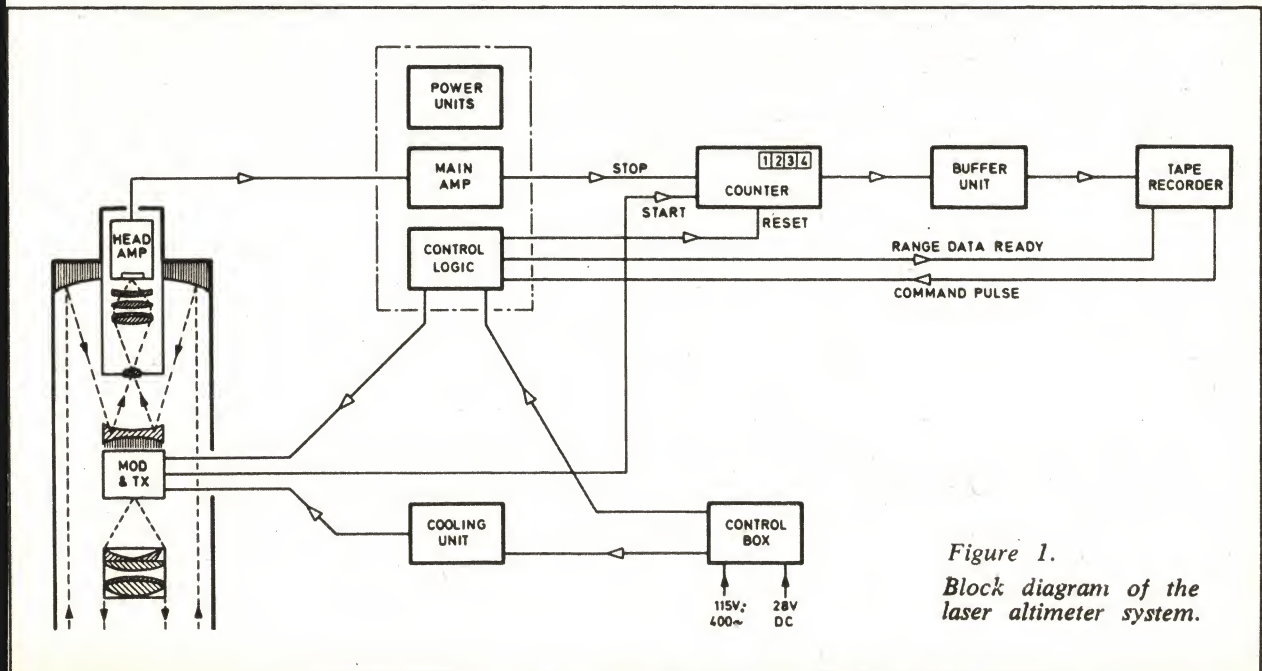 POWER
UNITS
MAIN
AMP
STOP
1 2 3 4
COUNTER
BUFFER
UNIT
TAPE
RECORDER
START
RESET
HEAD
AMP
CONTROL
LOGIC
RANGE DATA READY
COMMAND PULSE
MOD
& TX
COOLING
UNIT
CONTROL
BOX
115V;
400~
28V
DC
Figure 1.
Block diagram of the
laser altimeter system.